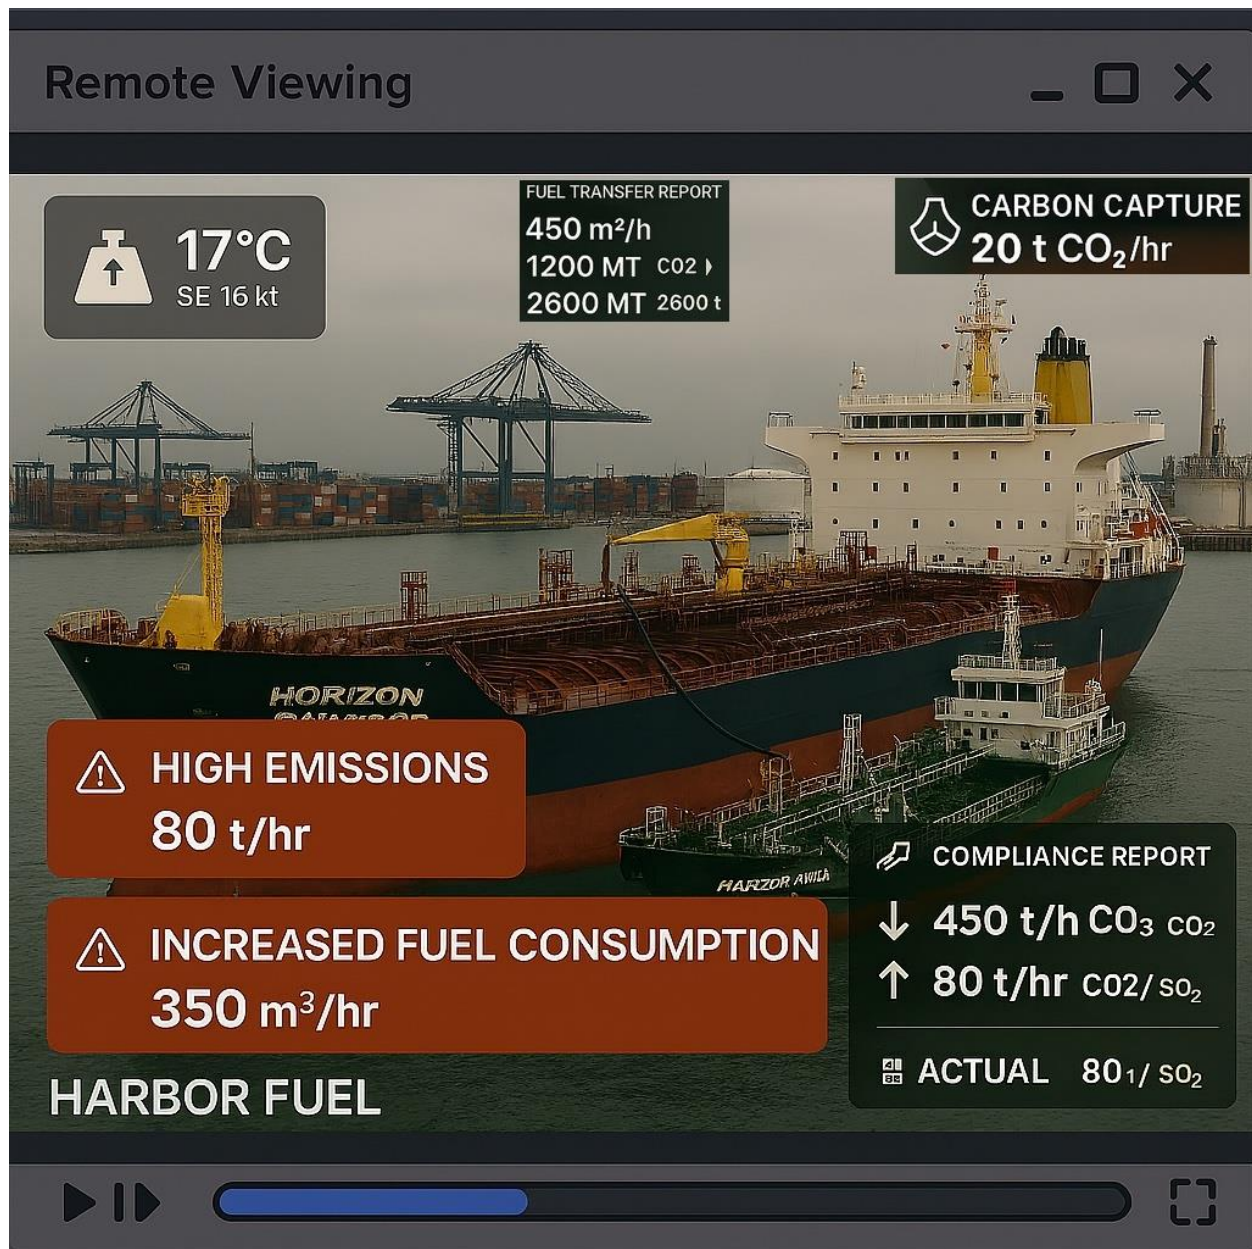 Remote Viewing
17°C
SE 16 kt
FUEL TRANSFER REPORT
450 m²/h
1200 MT CO2
2600 MT 2600 t
CARBON CAPTURE
20 t CO₂/hr
HORIZON
HIGH EMISSIONS
80 t/hr
INCREASED FUEL CONSUMPTION
350 m³/hr
HARBOR FUEL
HARZOR AWILA
COMPLIANCE REPORT
↓ 450 t/h CO₃ CO₂
↑ 80 t/hr CO2/ SO₂
ACTUAL 80₁/ SO₂